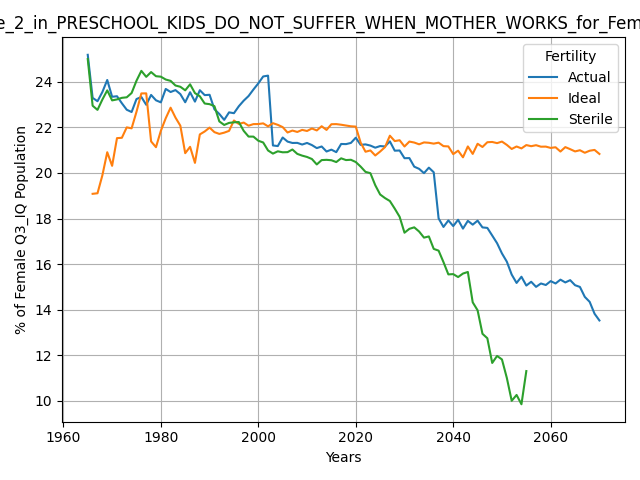 e_2_in_PRESCHOOL_KIDS_DO_NOT_SUFFER_WHEN_MOTHER_WORKS_for_Fem
Fertility
Actual
Ideal
Sterile
% of Female Q3_IQ Population
24
22
20
18
16
14
12
10
1960
1980
2000
2020
2040
2060
Years